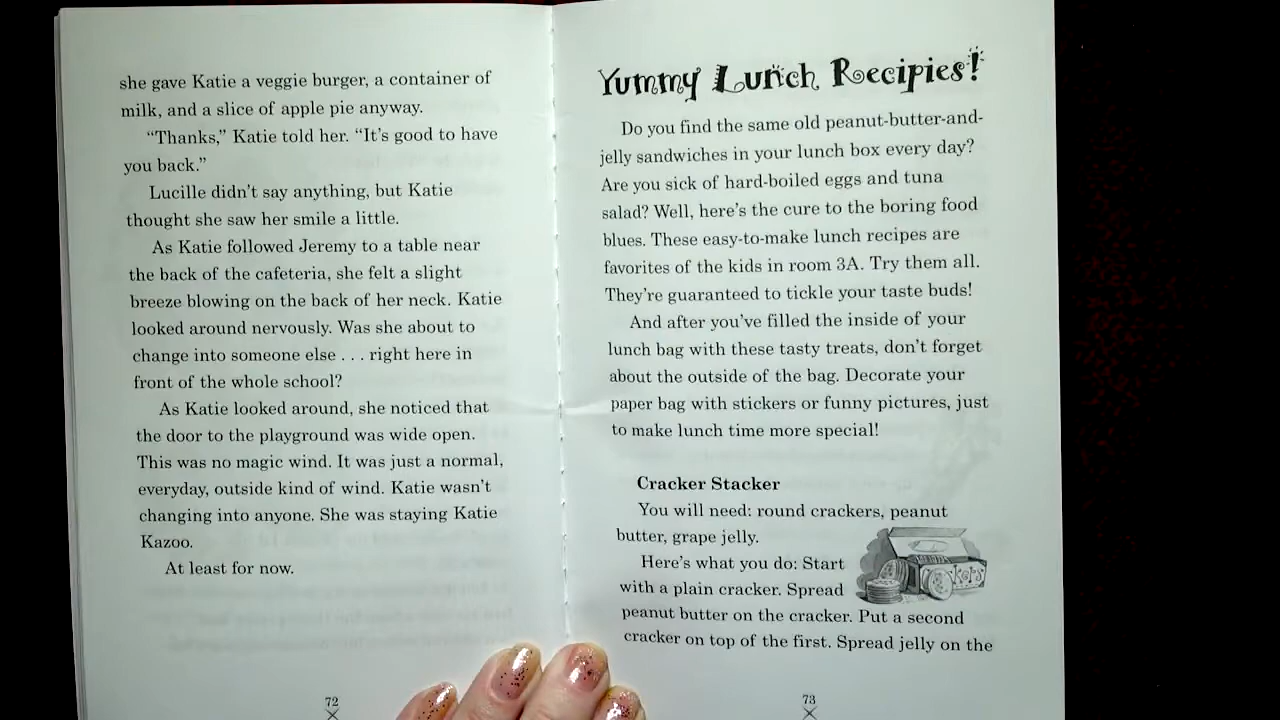 she gave Katie a veggie burger, a container of
milk, and a slice of apple pie anyway.
“Thanks,” Katie told her. “It’s good to have
you back.”
Lucille didn’t say anything, but Katie
thought she saw her smile a little.
As Katie followed Jeremy to a table near
the back of the cafeteria, she felt a slight
breeze blowing on the back of her neck. Katie
looked around nervously. Was she about to
change into someone else . . . right here in
front of the whole school?
As Katie looked around, she noticed that
the door to the playground was wide open.
This was no magic wind. It was just a normal,
everyday, outside kind of wind. Katie wasn’t
changing into anyone. She was staying Katie
Kazoo.
At least for now.
72
Yummy Lunch Recipies!
Do you find the same old peanut-butter-and-
jelly sandwiches in your lunch box every day?
Are you sick of hard-boiled eggs and tuna
salad? Well, here’s the cure to the boring food
blues. These easy-to-make lunch recipes are
favorites of the kids in room 3A. Try them all.
They’re guaranteed to tickle your taste buds!
And after you’ve filled the inside of your
lunch bag with these tasty treats, don’t forget
about the outside of the bag. Decorate your
paper bag with stickers or funny pictures, just
to make lunch time more special!
Cracker Stacker
You will need: round crackers, peanut
butter, grape jelly.
Here’s what you do: Start
with a plain cracker. Spread
peanut butter on the cracker. Put a second
cracker on top of the first. Spread jelly on the
73